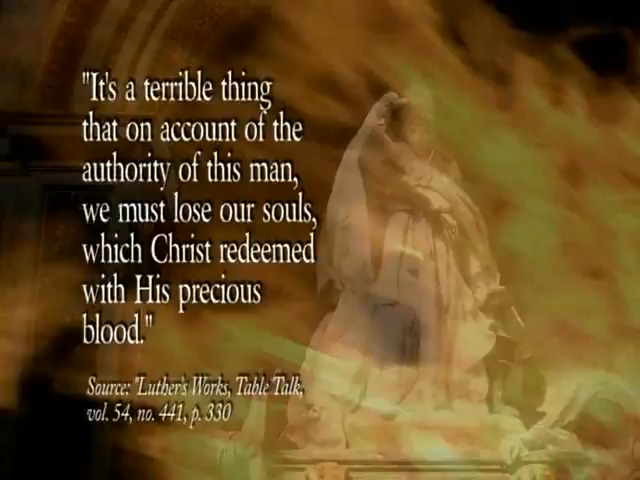 "It's a terrible thing
that on account of the
authority of this man,
we must lose our souls,
which Christ redeemed
with His precious
blood."
Source: "Luther's Works, Table Talk,
vol. 54, no. 441, p. 330